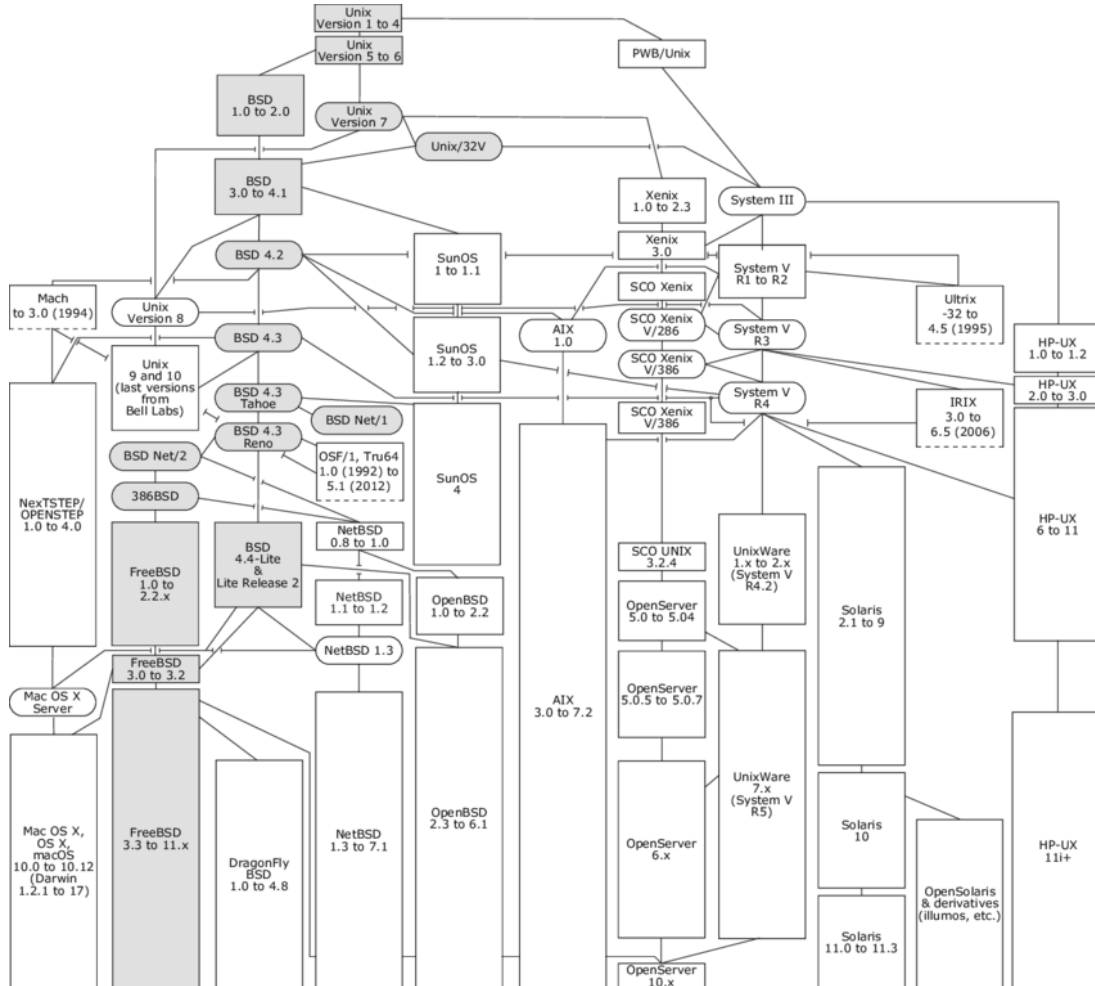 Unix
Version 1 to 4
Unix
Version 5 to 6
PWB/Unix
BSD
1.0 to 2.0
Unix
Version 7
Unix/32V
BSD
3.0 to 4.1
Xenix
1.0 to 2.3
System III
Xenix
3.0
BSD 4.2
SunOS
1 to 1.1
System V
R1 to R2
SCO Xenix
Mach
to 3.0 (1994)
Unix
Version 8
Ultrix
-32 to
4.5 (1995)
SCO Xenix
V/286
AIX
1.0
System V
R3
BSD 4.3
SunOS
1.2 to 3.0
HP-UX
1.0 to 1.2
SCO Xenix
V/386
Unix
9 and 10
(last versions
from
Bell Labs)
HP-UX
2.0 to 3.0
BSD 4.3
Tahoe
System V
R4
IRIX
3.0 to
6.5 (2006)
BSD Net/1
SCO Xenix
V/386
BSD 4.3
Reno
BSD Net/2
OSF/1, Tru64
1.0 (1992) to
5.1 (2012)
SunOS
4
386BSD
NexTSTEP/
OPENSTEP
1.0 to 4.0
HP-UX
6 to 11
NetBSD
0.8 to 1.0
BSD
4.4-Lite
&
Lite Release 2
SCO UNIX
3.2.4
UnixWare
1.x to 2.x
(System V
R4.2)
FreeBSD
1.0 to
2.2.x
NetBSD
1.1 to 1.2
OpenBSD
1.0 to 2.2
OpenServer
5.0 to 5.04
Solaris
2.1 to 9
NetBSD 1.3
FreeBSD
3.0 to 3.2
OpenServer
5.0.5 to 5.0.7
Mac OS X
Server
AIX
3.0 to 7.2
UnixWare
7.x
(System V
R5)
OpenBSD
2.3 to 6.1
Mac OS X,
OS X,
macOS
10.0 to 10.12
(Darwin
1.2.1 to 17)
FreeBSD
3.3 to 11.x
NetBSD
1.3 to 7.1
OpenServer
6.x
Solaris
10
HP-UX
11i+
DragonFly
BSD
1.0 to 4.8
OpenSolaris
& derivatives
(illumos, etc.)
Solaris
11.0 to 11.3
OpenServer
10.x